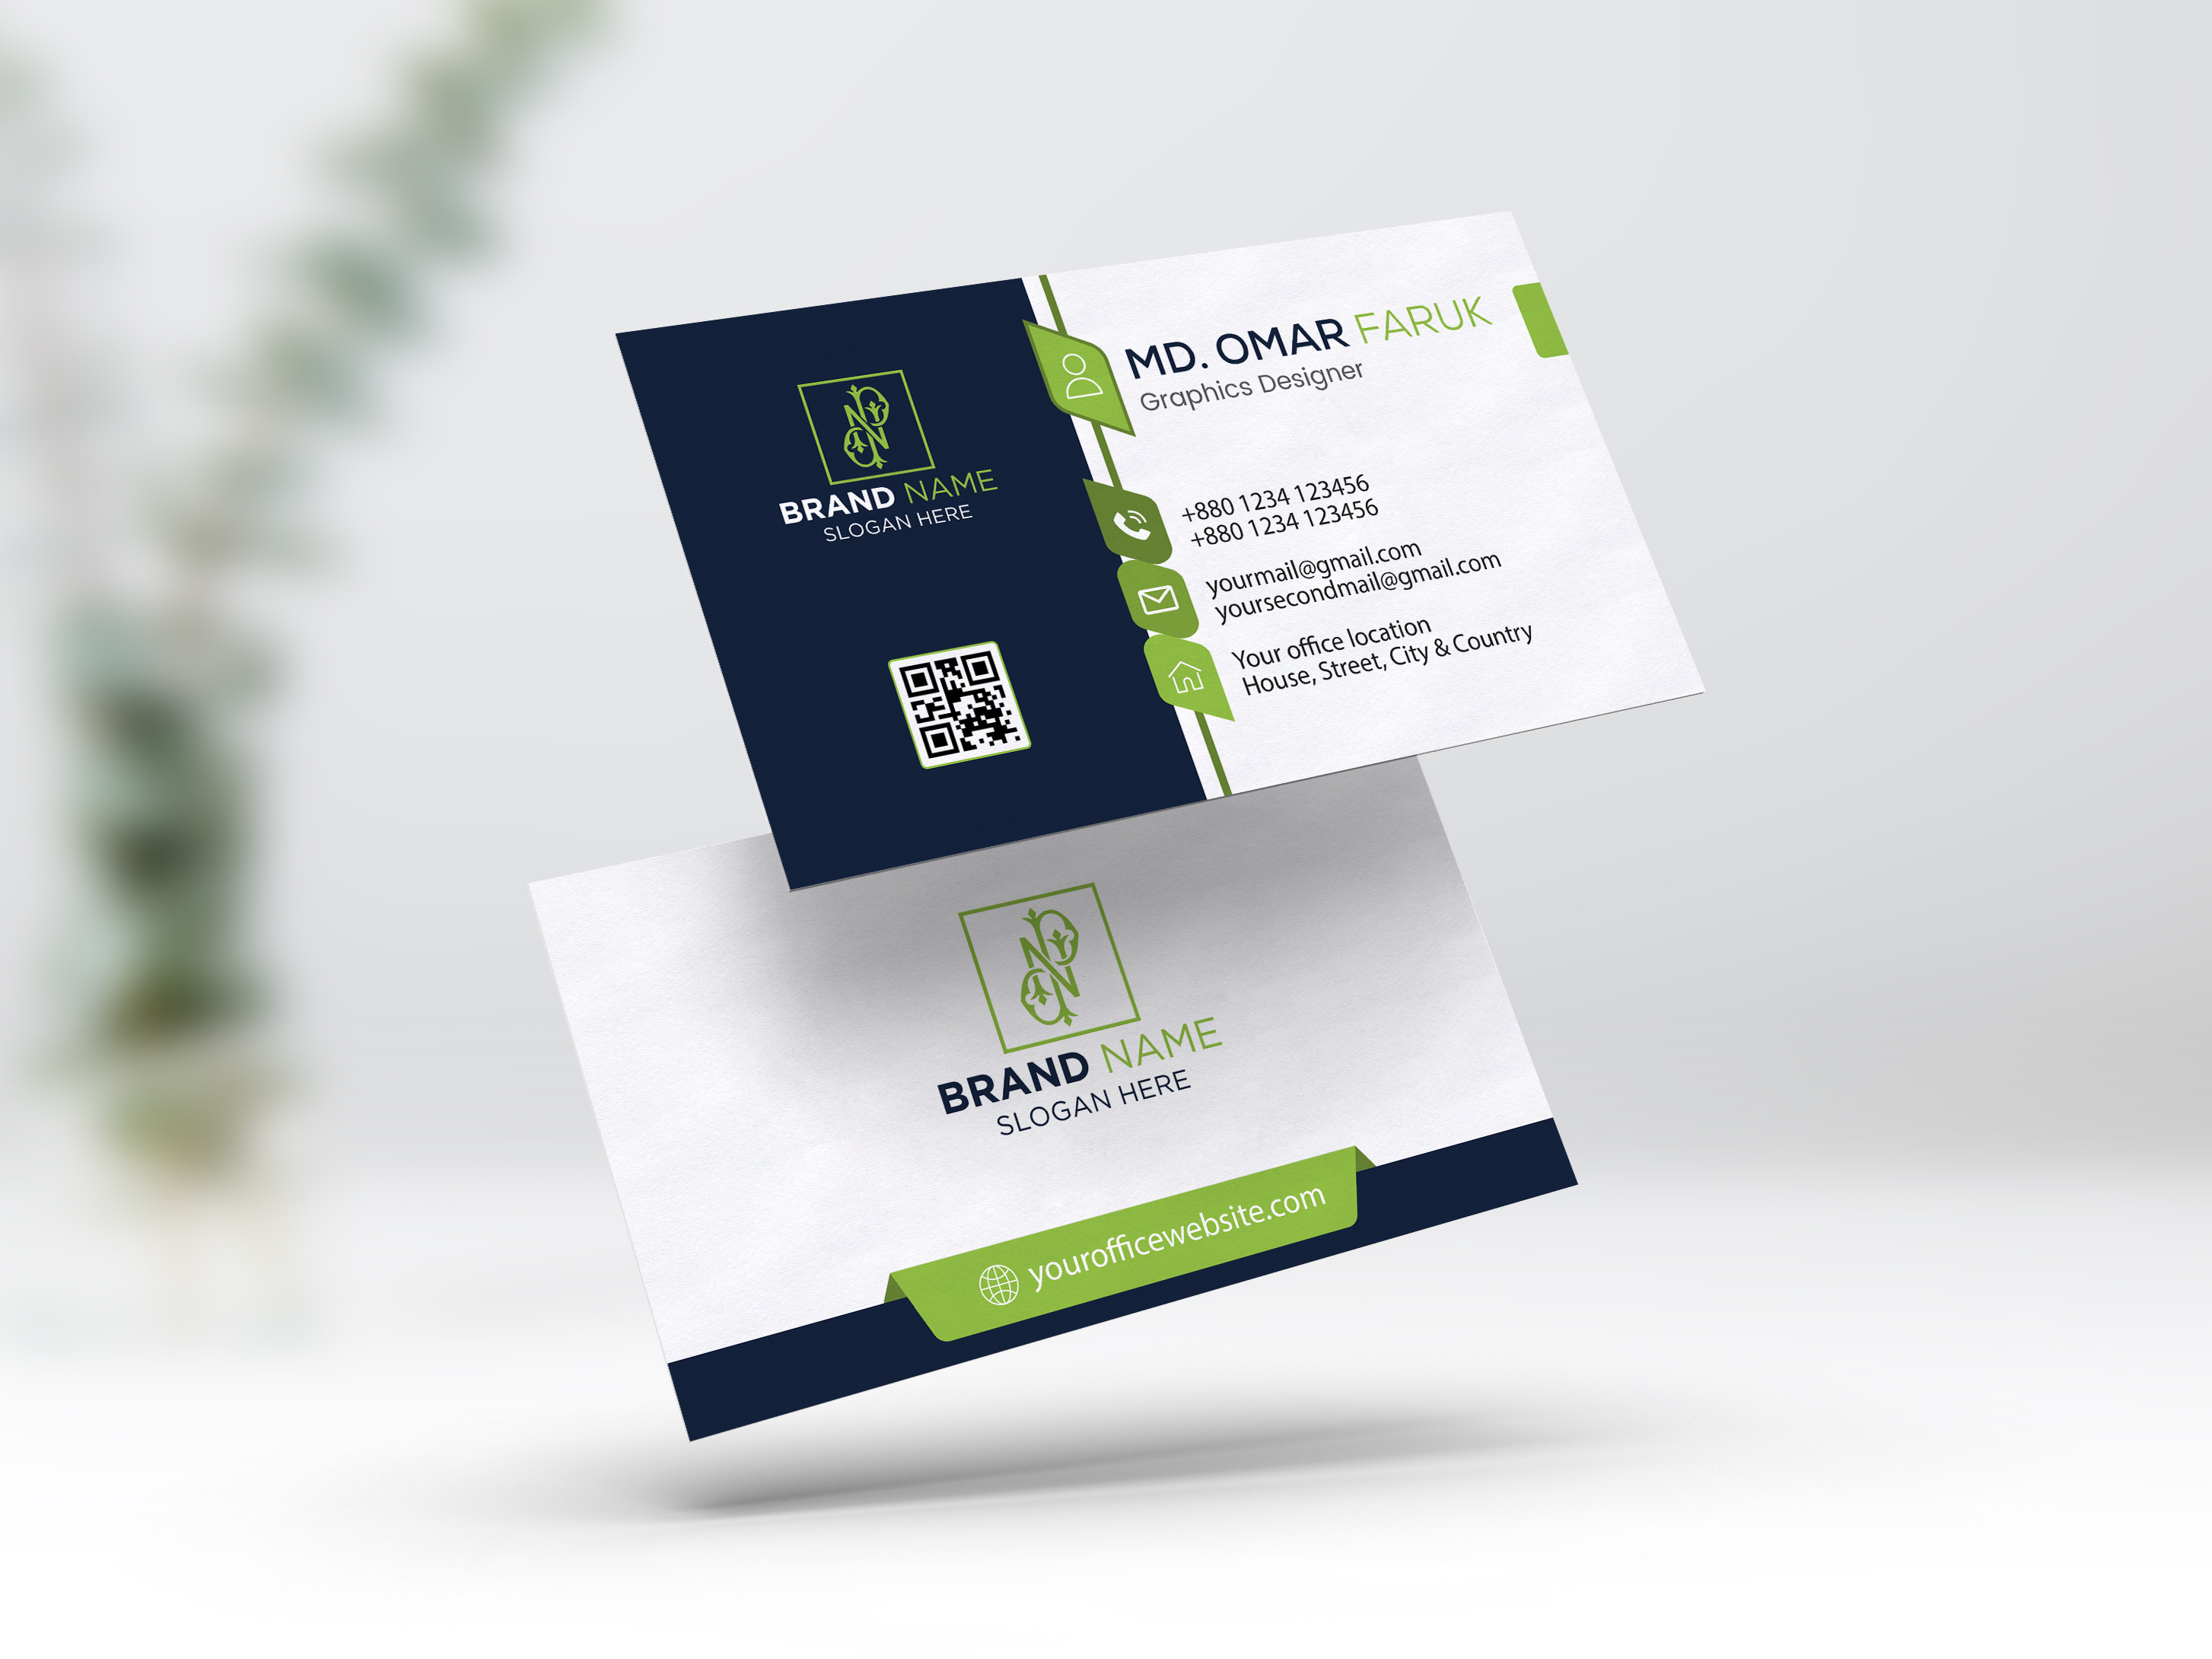 BRAND NAME
SLOGAN HERE
MD. OMAR FARUK
Graphics Designer
+880 1234 123456
+880 1234 123456
yourmail@gmail.com
yoursecondmail@gmail.com
Your office location
House, Street, City & Country
BRAND NAME
SLOGAN HERE
yourofficewebsite.com